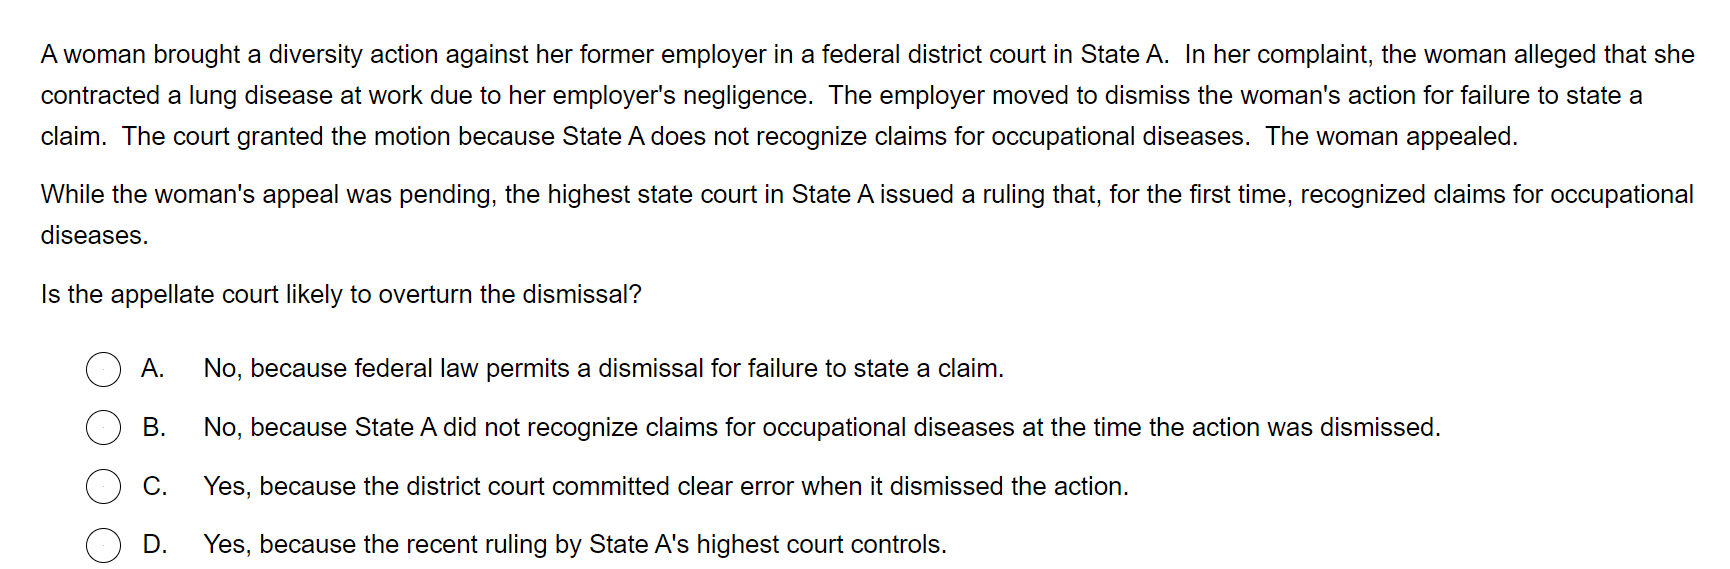 A woman brought a diversity action against her former employer in a federal district court in State A.  In her complaint, the woman alleged that she
contracted a lung disease at work due to her employer's negligence.  The employer moved to dismiss the woman's action for failure to state a
claim.  The court granted the motion because State A does not recognize claims for occupational diseases.  The woman appealed.
While the woman's appeal was pending, the highest state court in State A issued a ruling that, for the first time, recognized claims for occupational
diseases.
Is the appellate court likely to overturn the dismissal?
A. No, because federal law permits a dismissal for failure to state a claim.
B. No, because State A did not recognize claims for occupational diseases at the time the action was dismissed.
C. Yes, because the district court committed clear error when it dismissed the action.
D. Yes, because the recent ruling by State A's highest court controls.